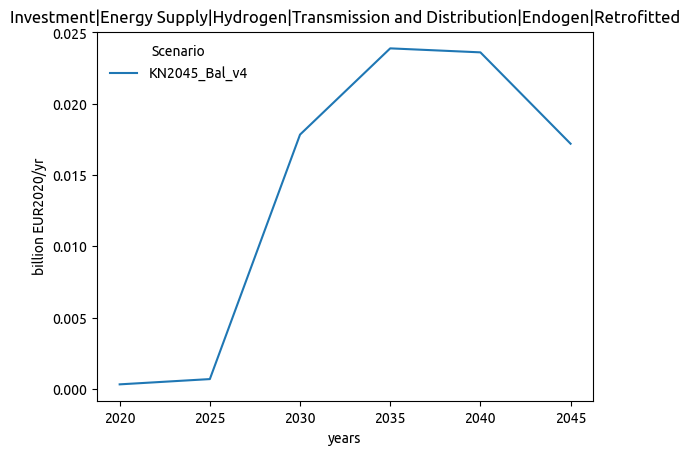 Investment|Energy Supply|Hydrogen|Transmission and Distribution|Endogen|Retrofitted
0.025
Scenario
KN2045_Bal_v4
0.020
0.015
billion EUR2020/yr
0.010
0.005
0.000
2020 2025 2030 2035 2040 2045
years